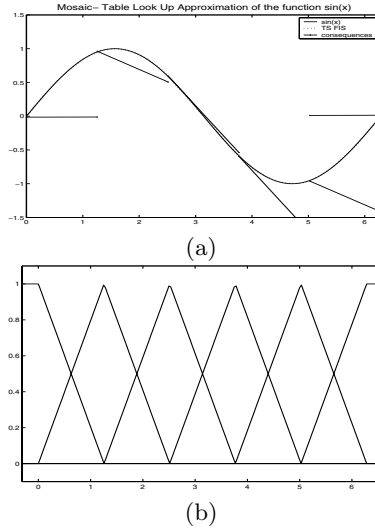 Mosaic- Table Look Up Approximation of the function sin(x)
1.5
sin(x)
TS FIS
consequences
1
0.5
0
-0.5
-1
-1.5
0 1 2 3 4 5 6
(a)
1
0.8
0.6
0.4
0.2
0
0 1 2 3 4 5 6
(b)